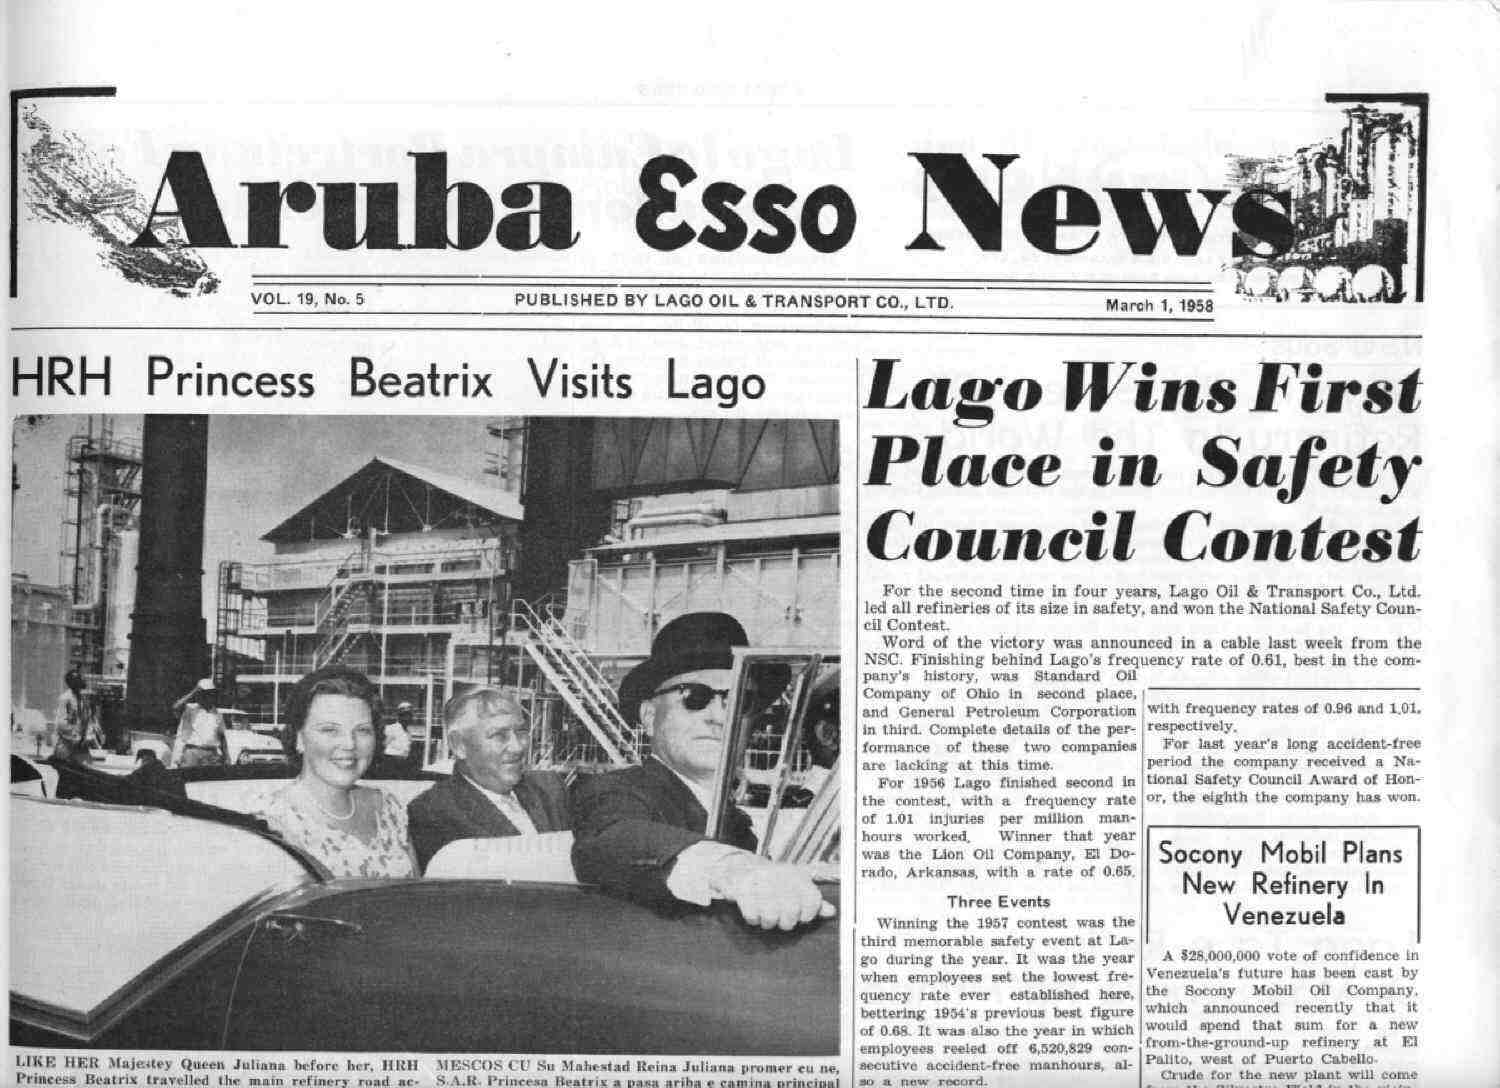 Aruba Esso News
VOL. 19, No. 5
PUBLISHED BY LAGO OIL & TRANSPORT CO., LTD.
March 1, 1958
HRH Princess Beatrix Visits Lago
LIKE HER Majestey Queen Juliana before her, HRH
Princess Beatrix travelled the main refinery road ac-
MESCOS CU Su Mahestad Reina Juliana promer cu ne,
S.A.R. Princesa Beatrix a pasa ariba e camina principal
Lago Wins First
Place in Safety
Council Contest
For the second time in four years, Lago Oil & Transport Co., Ltd.
led all refineries of its size in safety, and won the National Safety Coun-
cil Contest.
Word of the victory was announced in a cable last week from the
NSC. Finishing behind Lago's frequency rate of 0.61, best in the com-
pany's history, was Standard Oil
Company of Ohio in second place,
and General Petroleum Corporation
in third. Complete details of the per-
formance of these two companies
are lacking at this time.
For 1956 Lago finished second in
the contest, with a frequency rate
of 1.01 injuries per million man-
hours worked. Winner that year
was the Lion Oil Company, El Do-
rado, Arkansas, with a rate of 0.65.
Three Events
Winning the 1957 contest was the
third memorable safety event at La-
go during the year. It was the year
when employees set the lowest fre-
quency rate ever established here,
bettering 1954's previous best figure
of 0.68. It was also the year in which
employees reeled off 6,520,829 con-
secutive accident-free manhours, al-
so a new record.
with frequency rates of 0.96 and 1.01,
respectively.
For last year's long accident-free
period the company received a Na-
tional Safety Council Award of Hon-
or, the eighth the company has won.
Socony Mobil Plans
New Refinery In
Venezuela
A $28,000,000 vote of confidence in
Venezuela's future has been cast by
the Socony Mobil Oil Company,
which announced recently that it
would spend that sum for a new
from-the-ground-up refinery at El
Palito, west of Puerto Cabello.
Crude for the new plant will come